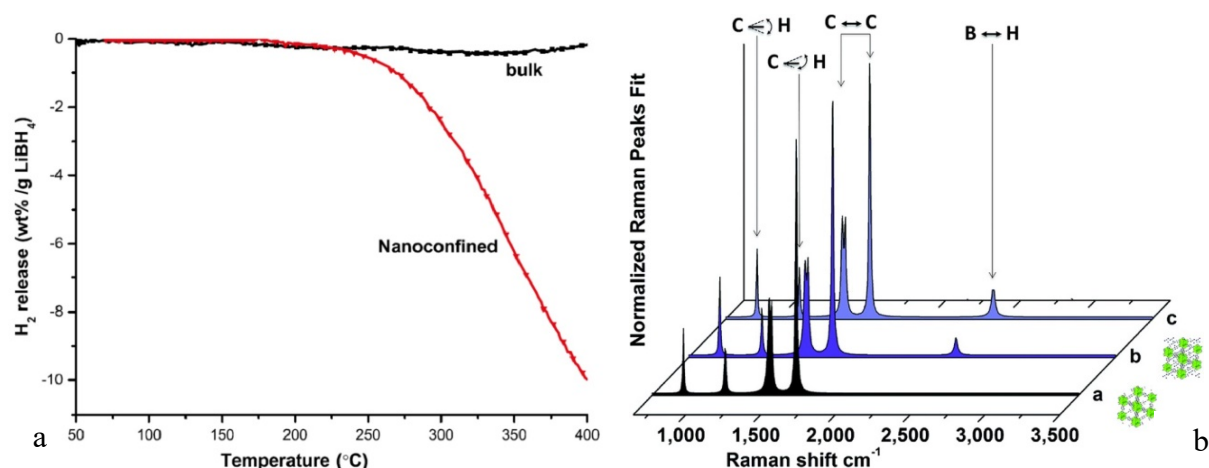 0
-2
-4
-6
-8
-10
H₂ release (wt% /g LiBH₄)
bulk
Nanoconfined
50 100 150 200 250 300 350 400
Temperature (°C)
a
C H
C H
C C
B H
Normalized Raman Peaks Fit
c
b
a
1,000 1,500 2,000 2,500 3,000 3,500
Raman shift cm⁻¹
b